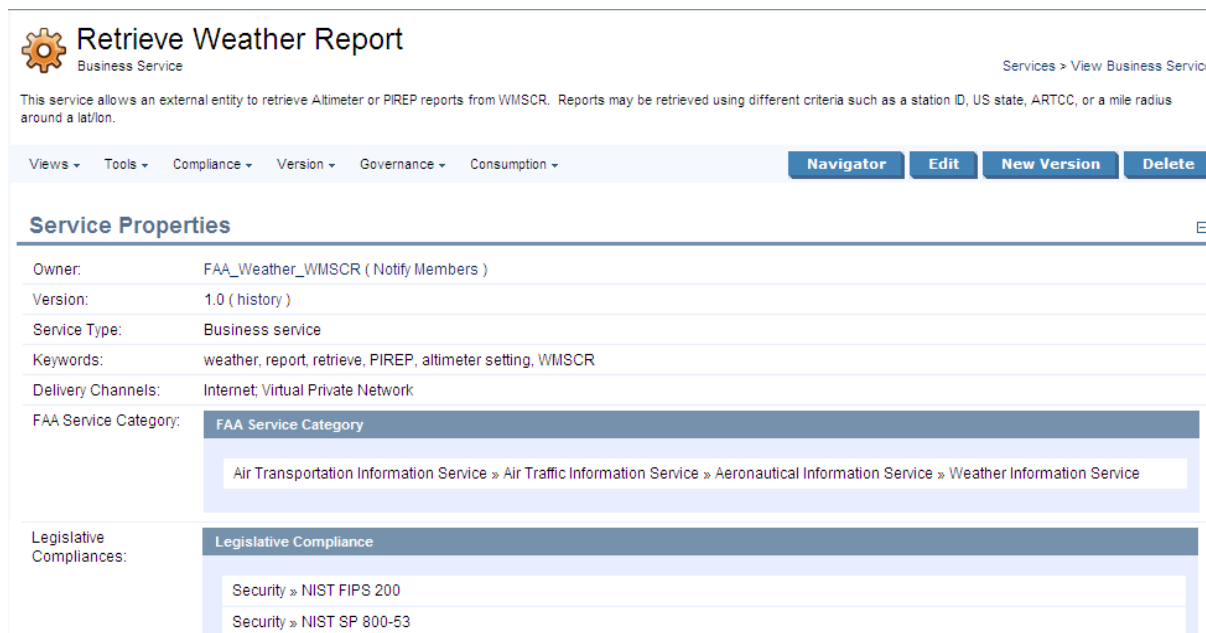 Retrieve Weather Report
Business Service
Services > View Business Servic
This service allows an external entity to retrieve Altimeter or PIREP reports from WMSCR. Reports may be retrieved using different criteria such as a station ID, US state, ARTCC, or a mile radius
around a lat/lon.
Views Tools Compliance Version Governance Consumption Navigator Edit New Version Delete
Service Properties
Owner: FAA_Weather_WMSCR ( Notify Members )
Version: 1.0 ( history )
Service Type: Business service
Keywords: weather, report, retrieve, PIREP, altimeter setting, WMSCR
Delivery Channels: Internet; Virtual Private Network
FAA Service Category: FAA Service Category
Air Transportation Information Service » Air Traffic Information Service » Aeronautical Information Service » Weather Information Service
Legislative
Compliances:
Legislative Compliance
Security » NIST FIPS 200
Security » NIST SP 800-53